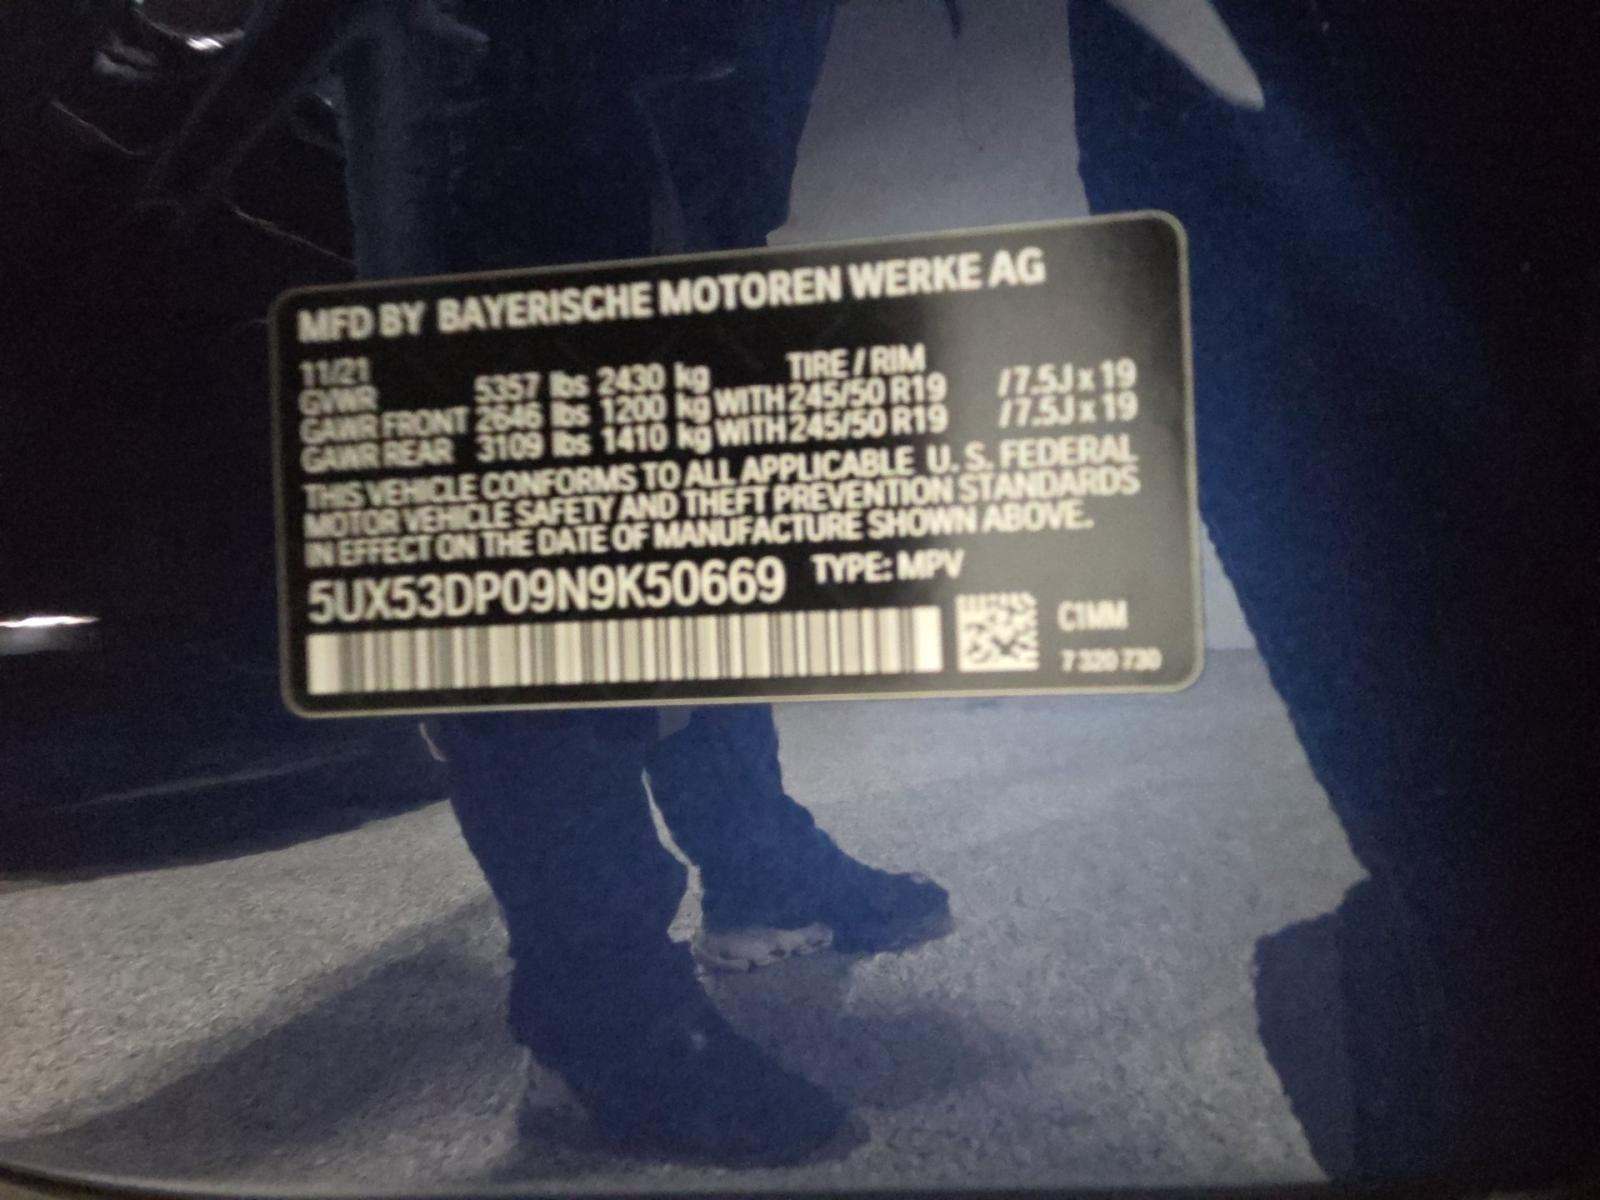 MFD BY BAYERISCHE MOTOREN WERKE AG
11/21 TIRE / RIM
GVWR 5357 lbs 2430 kg
GAWR FRONT 2646 lbs 1200 kg WITH 245/50 R19 /7.5J x 19
GAWR REAR 3109 lbs 1410 kg WITH 245/50 R19 /7.5J x 19
THIS VEHICLE CONFORMS TO ALL APPLICABLE U. S. FEDERAL
MOTOR VEHICLE SAFETY AND THEFT PREVENTION STANDARDS
IN EFFECT ON THE DATE OF MANUFACTURE SHOWN ABOVE.
5UX53DP09N9K50669 TYPE: MPV
C1MM
7 320 730